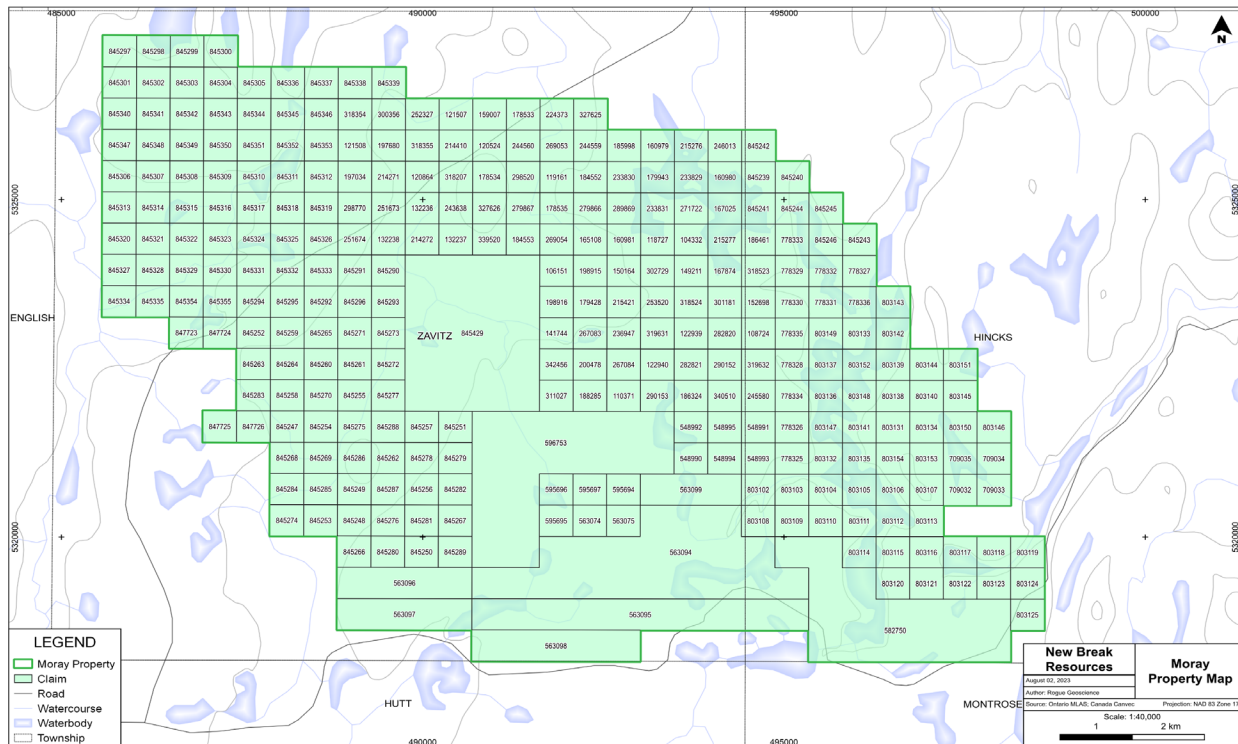 485000 490000 495000 500000
N
845297 845298 845299 845300
845301 845302 845303 845304 845305 845336 845337 845338 845339
845340 845341 845342 845343 845344 845345 845346 318354 300356 252327 121507 159007 178533 224373 327625
845347 845348 845349 845350 845351 845352 845353 121508 197680 318355 214410 120524 244560 269053 244559 185998 160979 215276 246013 845242
845306 845307 845308 845309 845310 845311 845312 197034 214271 120864 318207 178534 298520 119161 184552 233830 179943 233829 160980 845239 845240
5325000 5325000
845313 845314 845315 845316 845317 845318 845319 298770 251673 132236 243638 327626 279867 178535 279866 289869 233831 271722 167025 845241 845244 845245
845320 845321 845322 845323 845324 845325 845326 251674 132238 214272 132237 339520 184553 269054 165108 160981 118727 104332 215277 186461 778333 845246 845243
845327 845328 845329 845330 845331 845332 845333 845291 845290 106151 198915 150164 302729 149211 167874 318523 778329 778332 778327
845334 845335 845354 845355 845294 845295 845292 845296 845293 198916 179428 215421 253520 318524 301181 152698 778330 778331 778336 803143
ENGLISH
847723 847724 845252 845259 845265 845271 845273 ZAVITZ 845429 141744 267083 236947 319631 122939 282820 108724 778335 803149 803133 803142
HINCKS
845263 845264 845260 845261 845272 342456 200478 267084 122940 282821 290152 319632 778328 803137 803152 803139 803144 803151
845283 845258 845270 845255 845277 311027 188285 110371 290153 186324 340510 245580 778334 803136 803148 803138 803140 803145
847725 847726 845247 845254 845275 845288 845257 845251 548992 548995 548991 778326 803147 803141 803131 803134 803150 803146
596753
845268 845269 845286 845262 845278 845279 548990 548994 548993 778325 803132 803135 803154 803153 709035 709034
845284 845285 845249 845287 845256 845282 595696 595697 595694 563099 803102 803103 803104 803105 803106 803107 709032 709033
845274 845253 845248 845276 845281 845267 595695 563074 563075 803108 803109 803110 803111 803112 803113
5320000 5320000
845266 845280 845250 845289 563094 803114 803115 803116 803117 803118 803119
563096 803120 803121 803122 803123 803124
563097 563095 803125
582750
563098
HUTT
MONTROSE
LEGEND
Moray Property
Claim
Road
Watercourse
Waterbody
Township
New Break
Resources
August 02, 2023
Author: Rogue Geoscience
Moray
Property Map
Source: Ontario MLAS; Canada Canvec Projection: NAD 83 Zone 17
Scale: 1:40,000
1 2 km
490000 495000